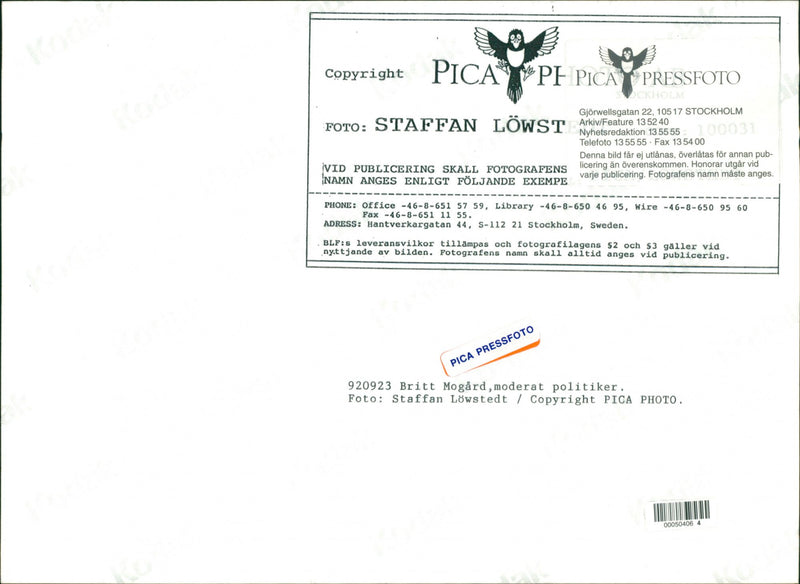 Copyright PICA PH
PICA PRESSFOTO
STOCKHOLM
FOTO: STAFFAN LÖWST
100031
Gjörwellsgatan 22, 105 17 STOCKHOLM
Arkiv/Feature 13 52 40
Nyhetsredaktion 13 55 55
Telefoto 13 55 55 · Fax 13 54 00
Denna bild får ej utlånas, överlåtas för annan pub-
licering än överenskommen. Honorar utgår vid
varje publicering. Fotografens namn måste anges.
VID PUBLICERING SKALL FOTOGRAFENS
NAMN ANGES ENLIGT FÖLJANDE EXEMPE
PHONE: Office -46-8-651 57 59, Library -46-8-650 46 95, Wire -46-8-650 95 60
Fax -46-8-651 11 55.
ADRESS: Hantverkargatan 44, S-112 21 Stockholm, Sweden.
BLF:s leveransvilkor tillämpas och fotografilagens §2 och §3 gäller vid
nyttjande av bilden. Fotografens namn skall alltid anges vid publicering.
PICA PRESSFOTO
920923 Britt Mogård,moderat politiker.
Foto: Staffan Löwstedt / Copyright PICA PHOTO.
00050406 4